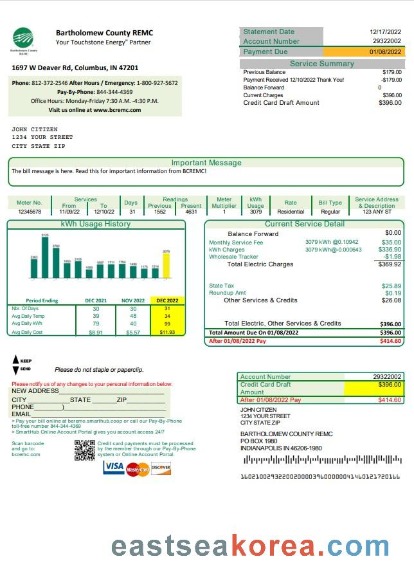 Bartholomew County REMC
Your Touchstone Energy® Partner
1697 W Deaver Rd, Columbus, IN 47201
Phone: 812-372-2546 After Hours / Emergency: 1-800-927-5672
Pay-By-Phone: 844-344-4369
Office Hours: Monday-Friday 7:30 A.M. -4:30 P.M.
Visit us online at www.bcremc.com
Statement Date 12/17/2022
Account Number 29322002
Payment Due 01/08/2022
Service Summary
Previous Balance $179.00
Payment Received 12/10/2022 Thank You! -$179.00
Balance Forward 0
Current Charges $396.00
Credit Card Draft Amount $396.00
JOHN CITIZEN
1234 YOUR STREET
CITY STATE ZIP
Important Message
The bill message is here. Read this for important information from BCREMC!
Meter No. Services From To Days Readings Previous Present Meter Multiplier kWh Usage Rate Bill Type Service Address & Description
12345678 11/09/22 12/10/22 31 1552 4631 1 3079 Residential Regular 123 ANY ST
kWh Usage History
Period Ending DEC 2021 NOV 2022 DEC 2022
Nbr. Of Days 30 30 31
Avg Daily Temp 39 48 34
Avg Daily kWh 79 40 99
Avg Daily Cost $8.91 $5.57 $11.93
Current Service Detail
Balance Forward $0.00
Monthly Service Fee 3079 kWh @0.10942 $35.00
kWh Charges 3079 kWh@-0.000643 $336.90
Wholesale Tracker -$1.98
Total Electric Charges $369.92
State Tax $25.89
Roundup Amt $0.19
Other Services & Credits $26.08
Total Electric, Other Services & Credits $396.00
Total Amount Due On 01/08/2022 $396.00
After 01/08/2022 Pay $414.60
KEEP
SEND
Please do not staple or paperclip.
Please notify us of any changes to your personal information below.
NEW ADDRESS
CITY STATE ZIP
PHONE )
EMAIL
• Pay your bill online at bcremc.smarthub.coop or call our Pay-By-Phone
toll-free number 844-344-4369
• SmartHub Online Account Portal gives you account access 24/7
Scan barcode
and go to:
bcremc.com
Credit card payments must be processed
by the member through our Pay-By-Phone
system or Online Account Portal
VISA
MasterCard
DISCOVER
Account Number 29322002
Credit Card Draft Amount $396.00
After 01/08/2022 Pay $414.60
JOHN CITIZEN
1234 YOUR STREET
CITY STATE ZIP
BARTHOLOMEW COUNTY REMC
PO BOX 1980
INDIANAPOLIS IN 46206-1980
eastseakorea.com